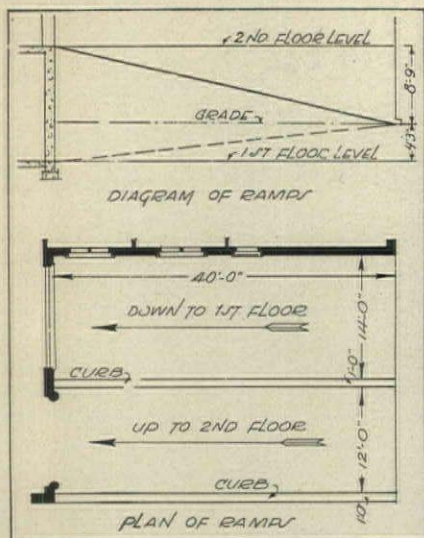 2ND FLOOR LEVEL
8'-9"
GRADE
4'3"
1ST FLOOR LEVEL
DIAGRAM OF RAMPS
40'-0"
DOWN TO 1ST FLOOR
14'-0"
CURB
1'-0"
UP TO 2ND FLOOR
12'-0"
CURB
1'0"
PLAN OF RAMPS